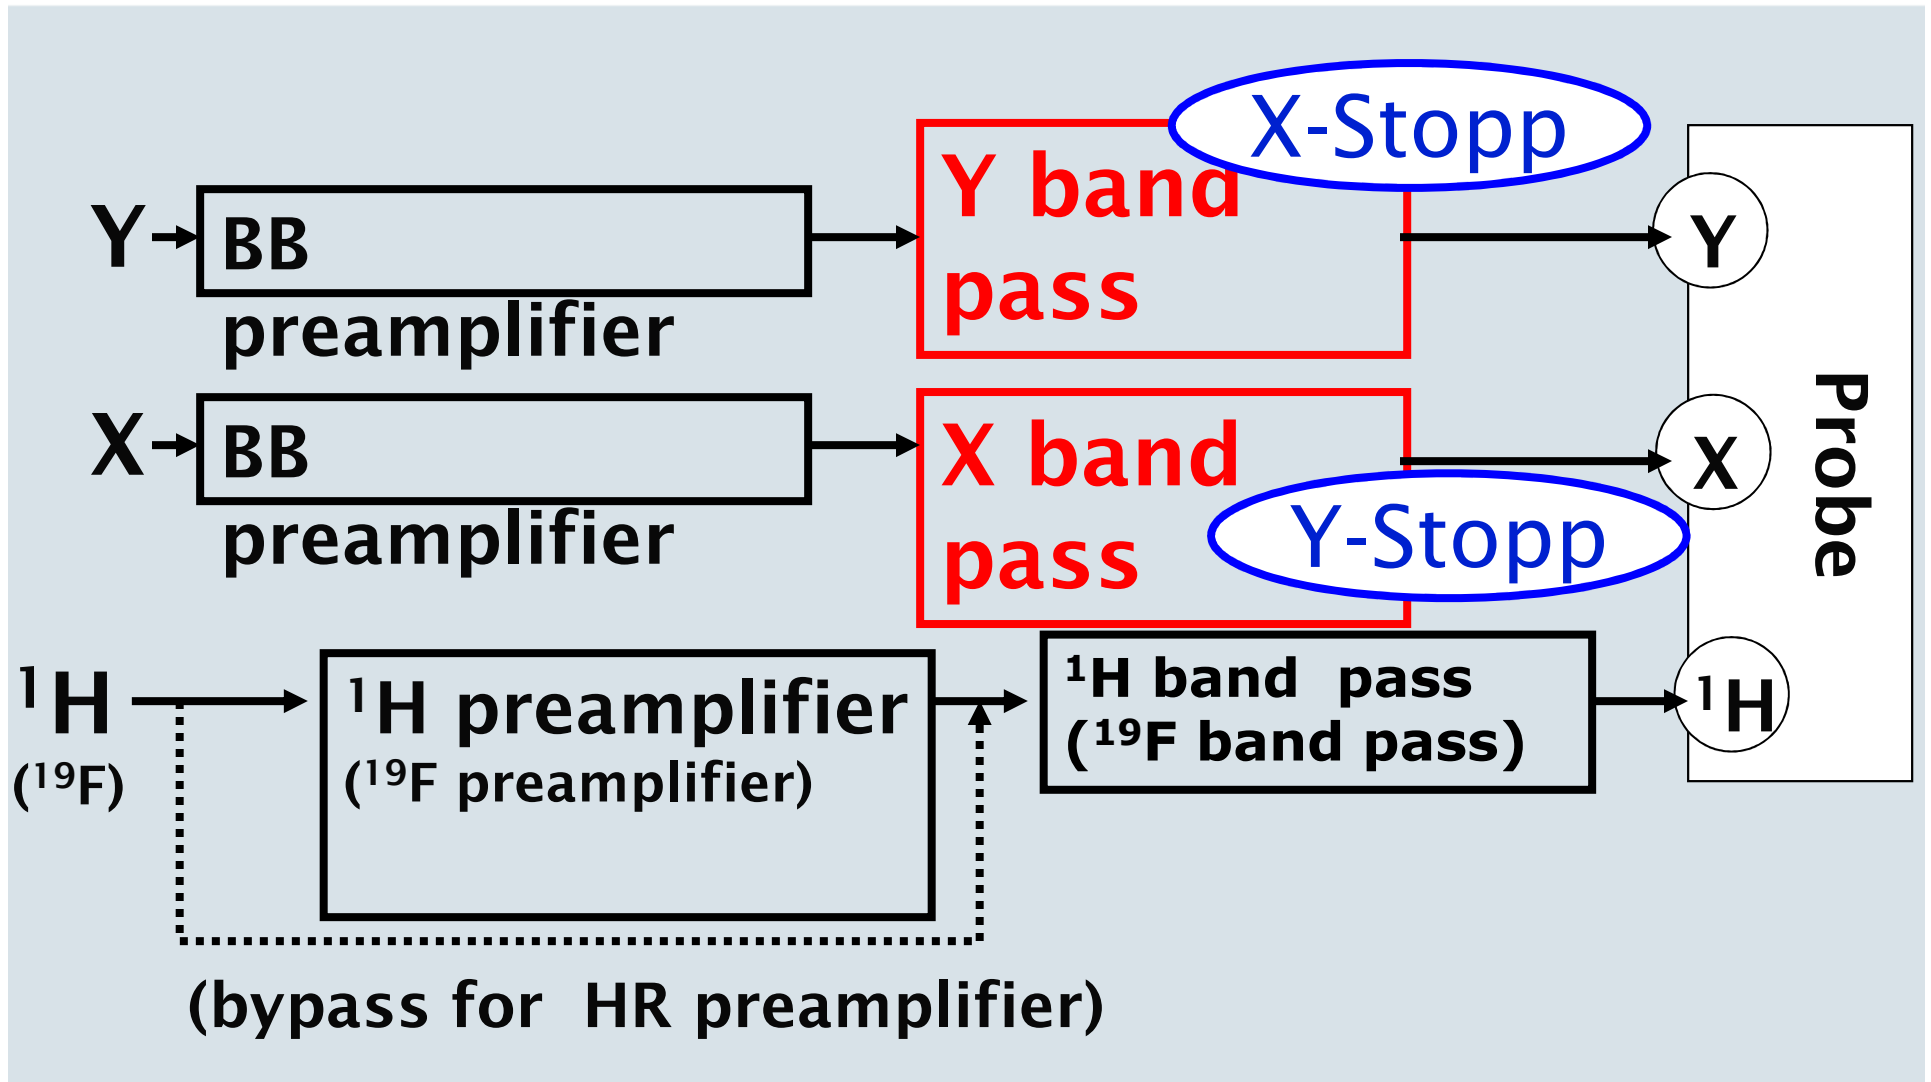 X-Stopp
Y
BB
preamplifier
Y band
pass
Y
X
BB
preamplifier
X band
pass
Y-Stopp
X
Probe
¹H
(¹⁹F)
¹H preamplifier
(¹⁹F preamplifier)
¹H band pass
(¹⁹F band pass)
¹H
(bypass for HR preamplifier)